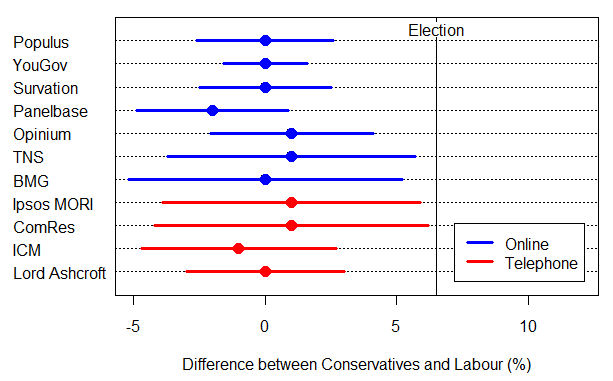 Election
Populus
YouGov
Survation
Panelbase
Opinium
TNS
BMG
Ipsos MORI
ComRes
ICM
Lord Ashcroft
Online
Telephone
-5 0 5 10
Difference between Conservatives and Labour (%)